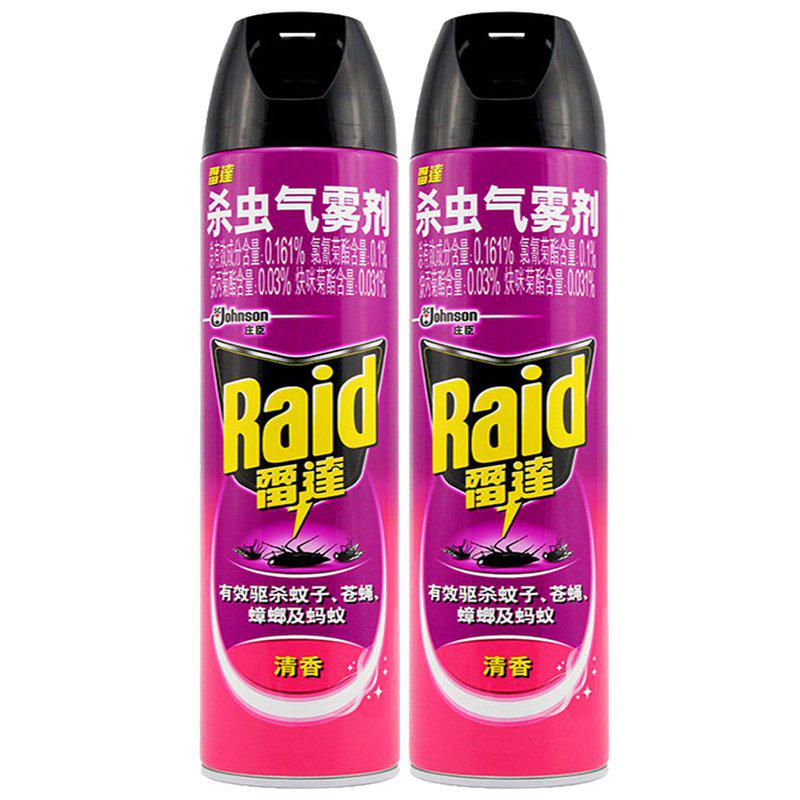 雷達
杀虫气雾剂
总有效成分含量:0.161% 氯氰菊酯含量:0.1%
炔丙菊酯含量:0.03% 炔咪菊酯含量:0.031%
SC Johnson
庄臣
Raid
雷達
有效驱杀蚊子、苍蝇、
蟑螂及蚂蚁
清香
雷達
杀虫气雾剂
总有效成分含量:0.161% 氯氰菊酯含量:0.1%
炔丙菊酯含量:0.03% 炔咪菊酯含量:0.031%
SC Johnson
庄臣
Raid
雷達
有效驱杀蚊子、苍蝇、
蟑螂及蚂蚁
清香